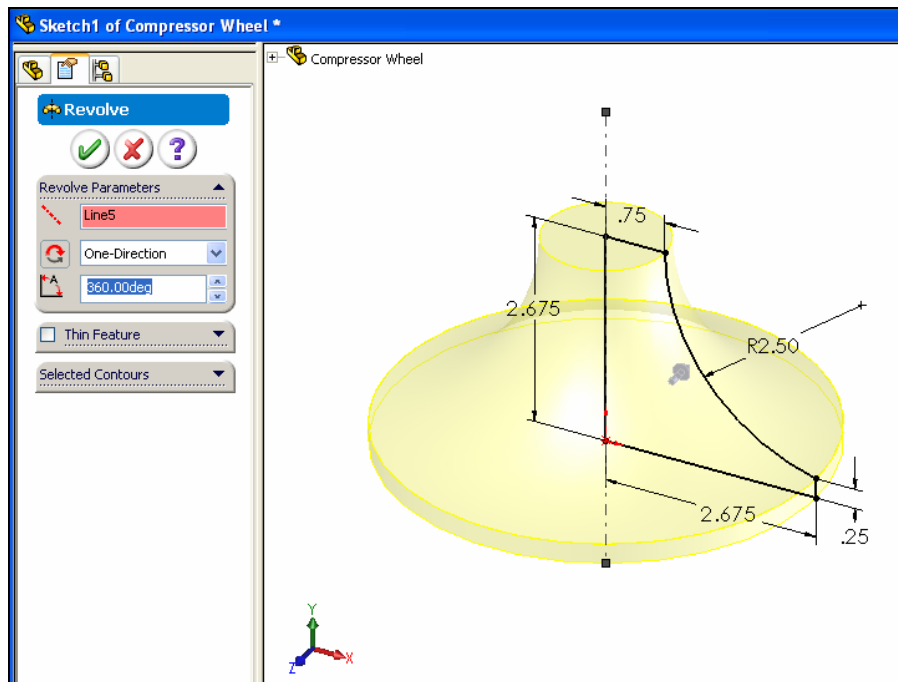 Sketch1 of Compressor Wheel *
Compressor Wheel
Revolve
?
Revolve Parameters
Line5
One-Direction
A
360.00deg
Thin Feature
Selected Contours
.75
2.675
R2.50
2.675
.25
Y
X
Z